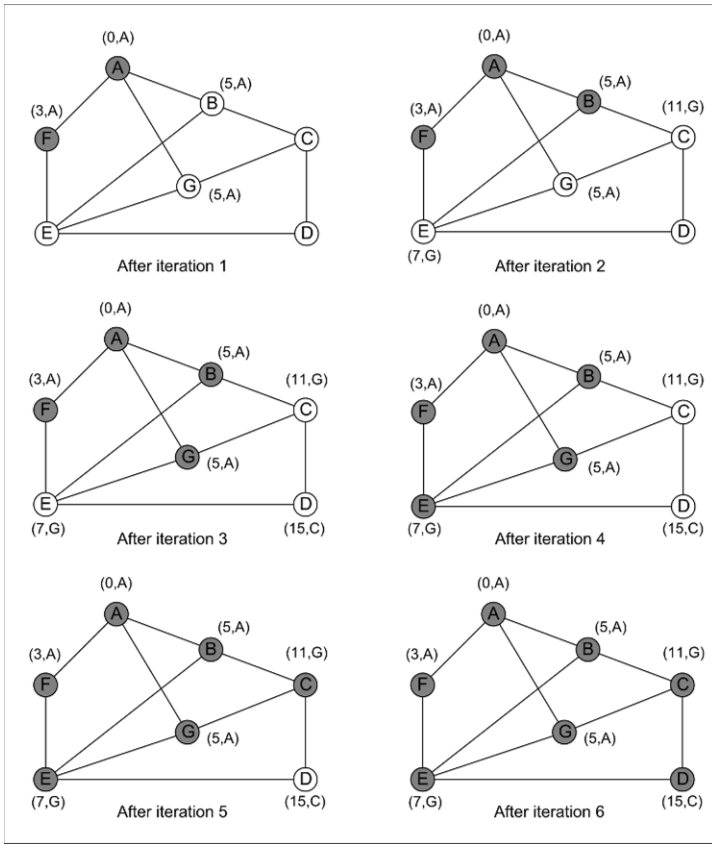 (0,A)
A
(5,A)
(3,A)
B
F
C
G
(5,A)
E
D
After iteration 1
(0,A)
A
(5,A)
(11,G)
(3,A)
B
F
C
G
(5,A)
E
D
(7,G)
After iteration 2
(0,A)
A
(5,A)
(3,A)
(11,G)
B
F
C
G
(5,A)
E
D
(7,G)
(15,C)
After iteration 3
(0,A)
A
(5,A)
(3,A)
(11,G)
B
F
C
G
(5,A)
E
D
(7,G)
(15,C)
After iteration 4
(0,A)
A
(5,A)
(3,A)
(11,G)
B
F
C
G
(5,A)
E
D
(7,G)
(15,C)
After iteration 5
(0,A)
A
(5,A)
(3,A)
(11,G)
B
F
C
G
(5,A)
E
D
(7,G)
(15,C)
After iteration 6